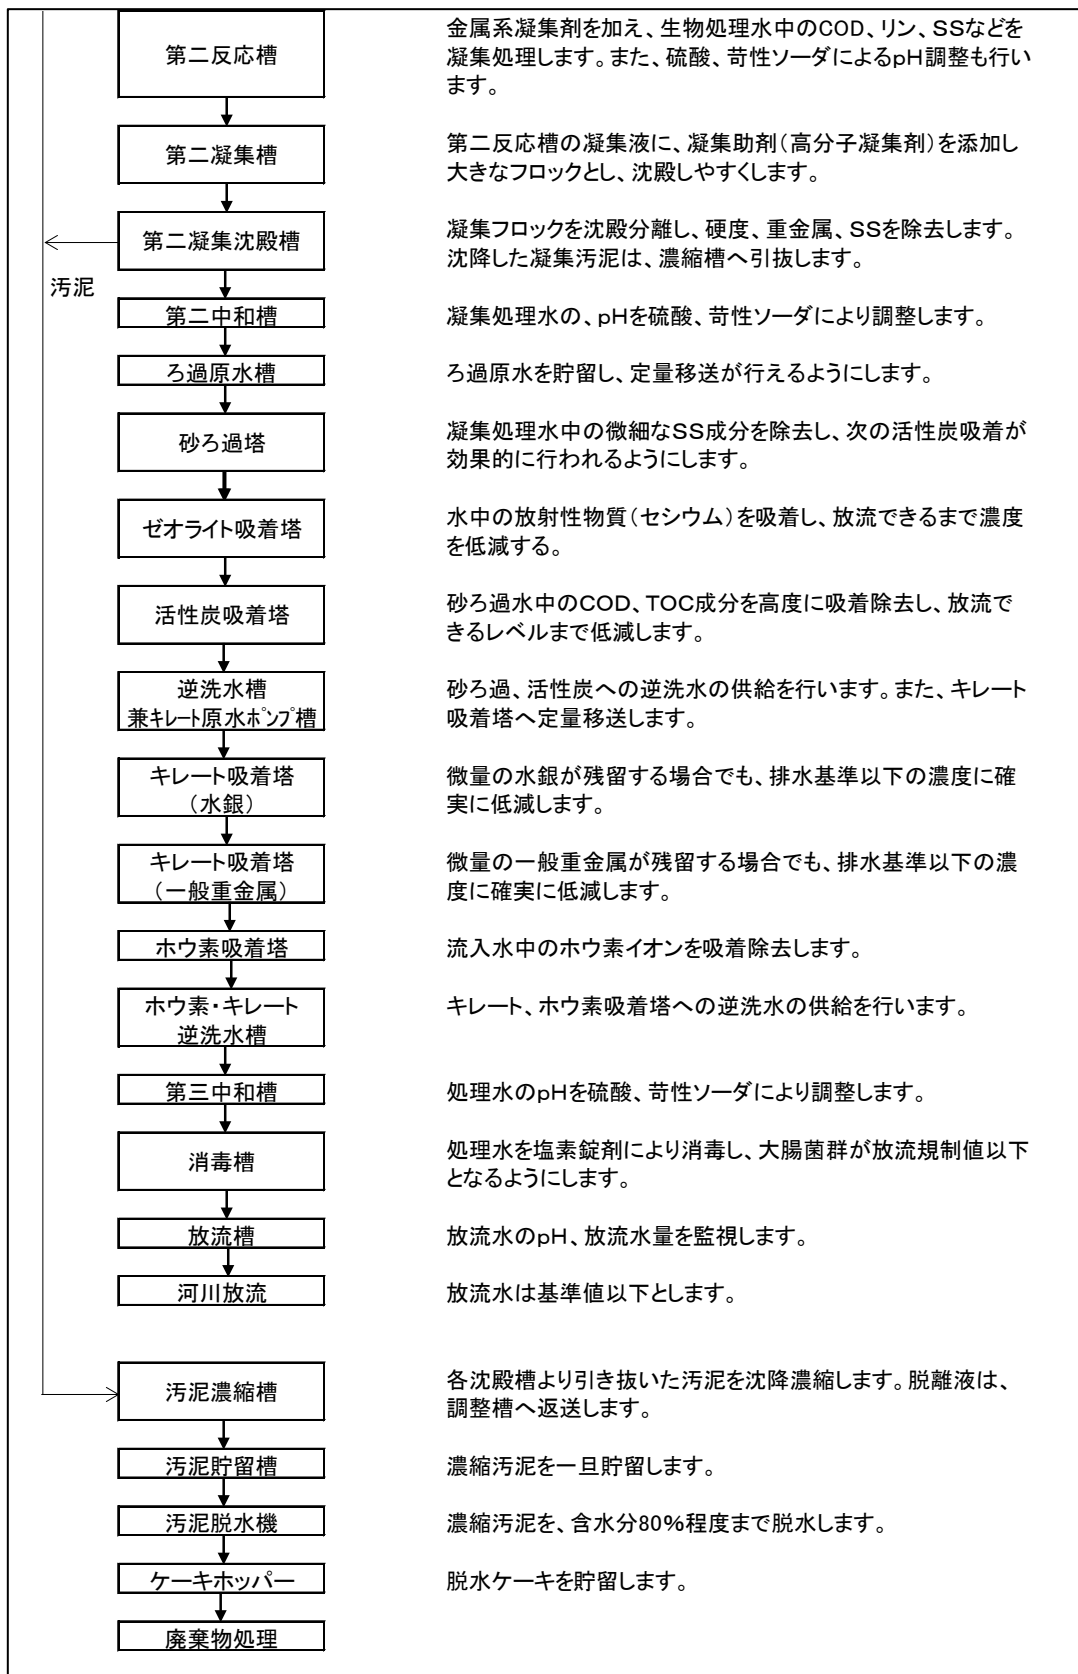 第二反応槽
金属系凝集剤を加え、生物処理水中のCOD、リン、SSなどを
凝集処理します。また、硫酸、苛性ソーダによるpH調整も行い
ます。
第二凝集槽
第二反応槽の凝集液に、凝集助剤（高分子凝集剤）を添加し
大きなフロックとし、沈殿しやすくします。
第二凝集沈殿槽
凝集フロックを沈殿分離し、硬度、重金属、SSを除去します。
沈降した凝集汚泥は、濃縮槽へ引抜します。
汚泥
第二中和槽
凝集処理水の、pHを硫酸、苛性ソーダにより調整します。
ろ過原水槽
ろ過原水を貯留し、定量移送が行えるようにします。
砂ろ過塔
凝集処理水中の微細なSS成分を除去し、次の活性炭吸着が
効果的に行われるようにします。
ゼオライト吸着塔
水中の放射性物質（セシウム）を吸着し、放流できるまで濃度
を低減する。
活性炭吸着塔
砂ろ過水中のCOD、TOC成分を高度に吸着除去し、放流で
きるレベルまで低減します。
逆洗水槽
兼ｷﾚｰﾄ原水ﾎﾟﾝﾌﾟ槽
砂ろ過、活性炭への逆洗水の供給を行います。また、キレート
吸着塔へ定量移送します。
キレート吸着塔
（水銀）
微量の水銀が残留する場合でも、排水基準以下の濃度に確
実に低減します。
キレート吸着塔
（一般重金属）
微量の一般重金属が残留する場合でも、排水基準以下の濃
度に確実に低減します。
ホウ素吸着塔
流入水中のホウ素イオンを吸着除去します。
ホウ素・キレート
逆洗水槽
キレート、ホウ素吸着塔への逆洗水の供給を行います。
第三中和槽
処理水のpHを硫酸、苛性ソーダにより調整します。
消毒槽
処理水を塩素錠剤により消毒し、大腸菌群が放流規制値以下
となるようにします。
放流槽
放流水のpH、放流水量を監視します。
河川放流
放流水は基準値以下とします。
汚泥濃縮槽
各沈殿槽より引き抜いた汚泥を沈降濃縮します。脱離液は、
調整槽へ返送します。
汚泥貯留槽
濃縮汚泥を一旦貯留します。
汚泥脱水機
濃縮汚泥を、含水分80％程度まで脱水します。
ケーキホッパー
脱水ケーキを貯留します。
廃棄物処理